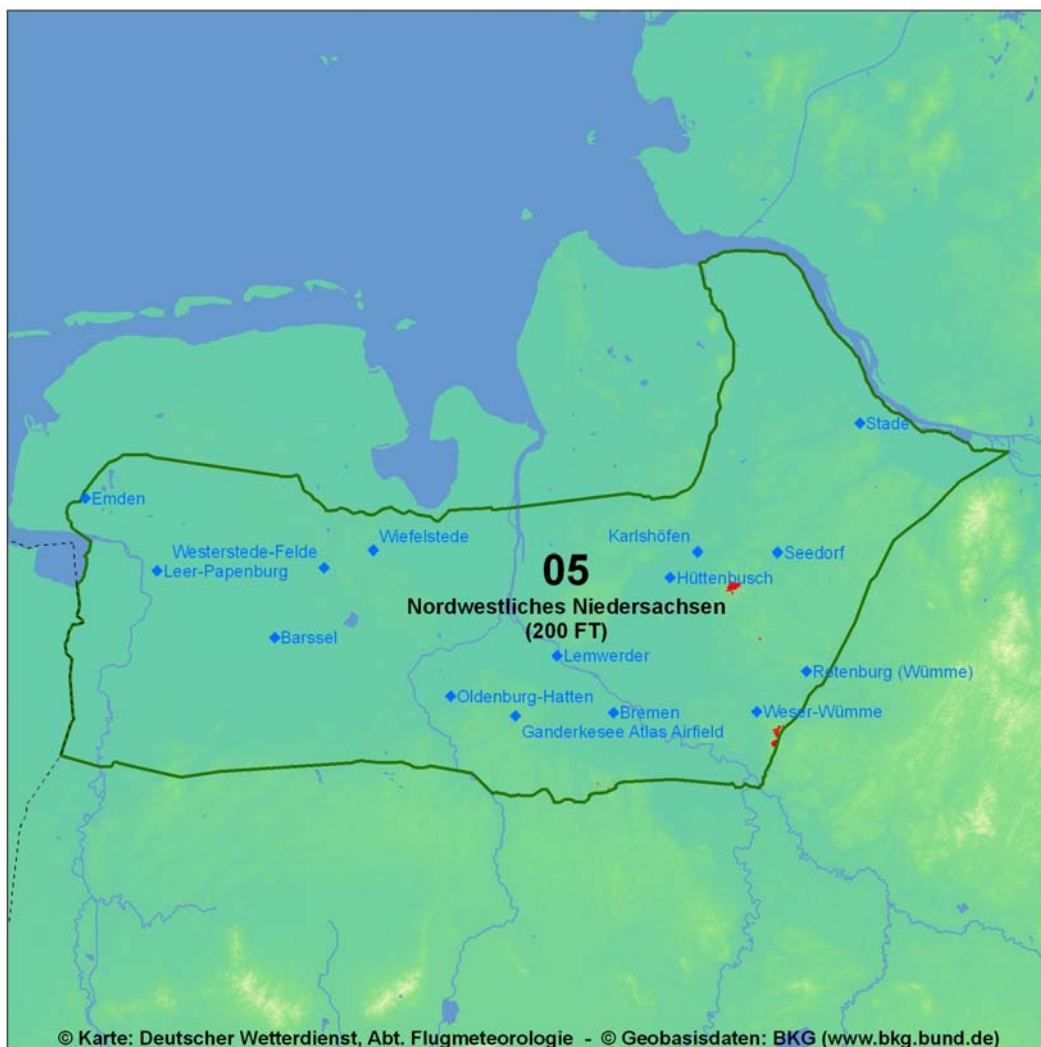 Stade
Emden
Wiefelstede
Karlshöfen
Seedorf
Westerstede-Felde
Leer-Papenburg
05
Hüttenbusch
Nordwestliches Niedersachsen
(200 FT)
Barssel
Lemwerder
Rotenburg (Wümme)
Oldenburg-Hatten
Bremen
Weser-Wümme
Ganderkesee Atlas Airfield
© Karte: Deutscher Wetterdienst, Abt. Flugmeteorologie - © Geobasisdaten: BKG (www.bkg.bund.de)